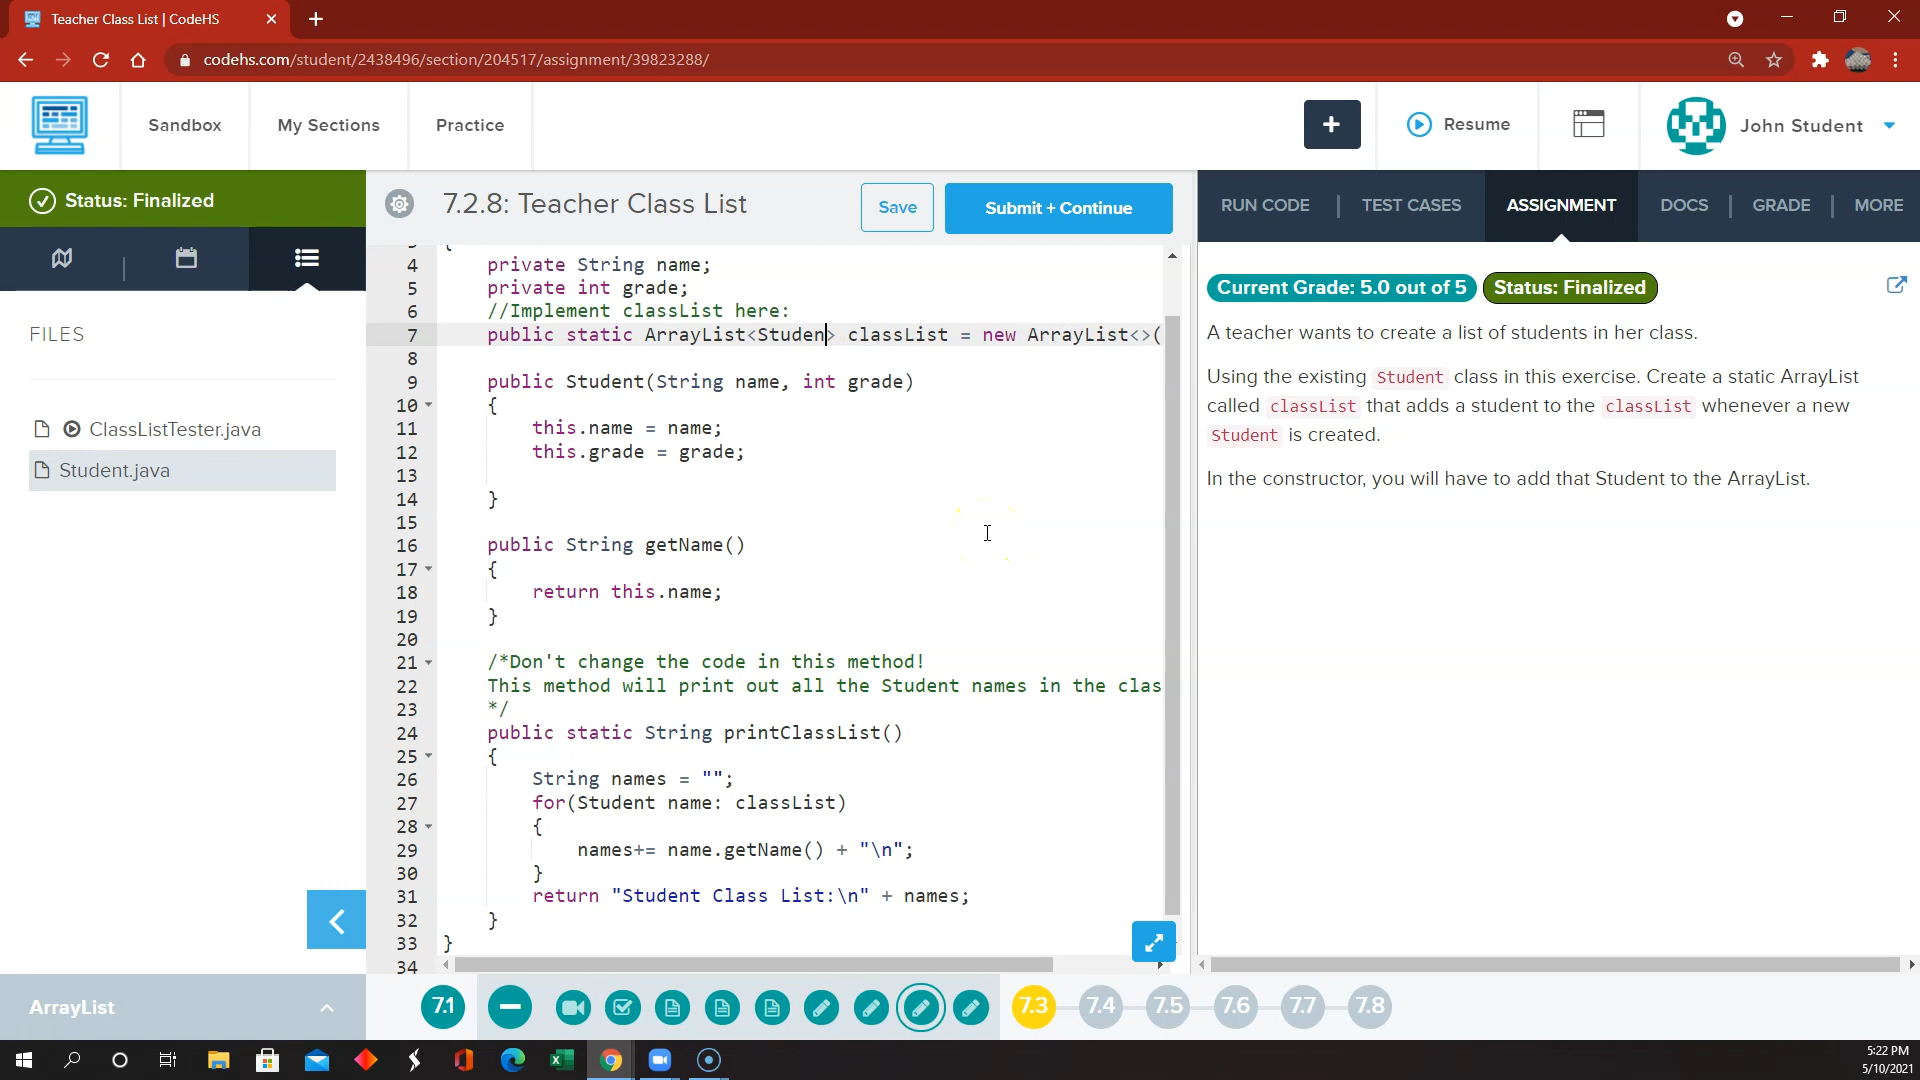 Teacher Class List | CodeHS
codehs.com/student/2438496/section/204517/assignment/39823288/
Sandbox
My Sections
Practice
+
Resume
John Student
Status: Finalized
7.2.8: Teacher Class List
Save
Submit + Continue
RUN CODE
TEST CASES
ASSIGNMENT
DOCS
GRADE
MORE
FILES
ClassListTester.java
Student.java
4 private String name;
5 private int grade;
6 //Implement classList here:
7 public static ArrayList<Studen> classList = new ArrayList<>(
8
9 public Student(String name, int grade)
10 {
11 this.name = name;
12 this.grade = grade;
13
14 }
15
16 public String getName()
17 {
18 return this.name;
19 }
20
21 /*Don't change the code in this method!
22 This method will print out all the Student names in the clas
23 */
24 public static String printClassList()
25 {
26 String names = "";
27 for(Student name: classList)
28 {
29 names+= name.getName() + "\n";
30 }
31 return "Student Class List:\n" + names;
32 }
33 }
34
Current Grade: 5.0 out of 5
Status: Finalized
A teacher wants to create a list of students in her class.
Using the existing Student class in this exercise. Create a static ArrayList
called classList that adds a student to the classList whenever a new
Student is created.
In the constructor, you will have to add that Student to the ArrayList.
ArrayList
7.1
7.3
7.4
7.5
7.6
7.7
7.8
5:22 PM
5/10/2021